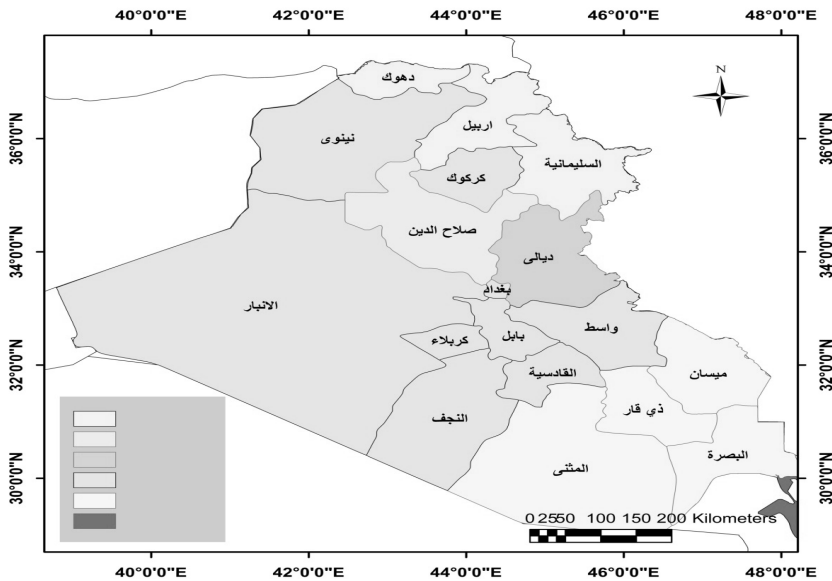 40°0'0"E 42°0'0"E 44°0'0"E 46°0'0"E 48°0'0"E
N
دهوك
اربيل
36°0'0"N نينوى 36°0'0"N
السليمانية
كركوك
صلاح الدين
34°0'0"N ديالى 34°0'0"N
بغداد
الانبار
واسط
بابل
كربلاء
32°0'0"N القادسية ميسان 32°0'0"N
ذي قار
النجف
البصرة
المثنى
30°0'0"N 30°0'0"N
0 25 50 100 150 200 Kilometers
40°0'0"E 42°0'0"E 44°0'0"E 46°0'0"E 48°0'0"E